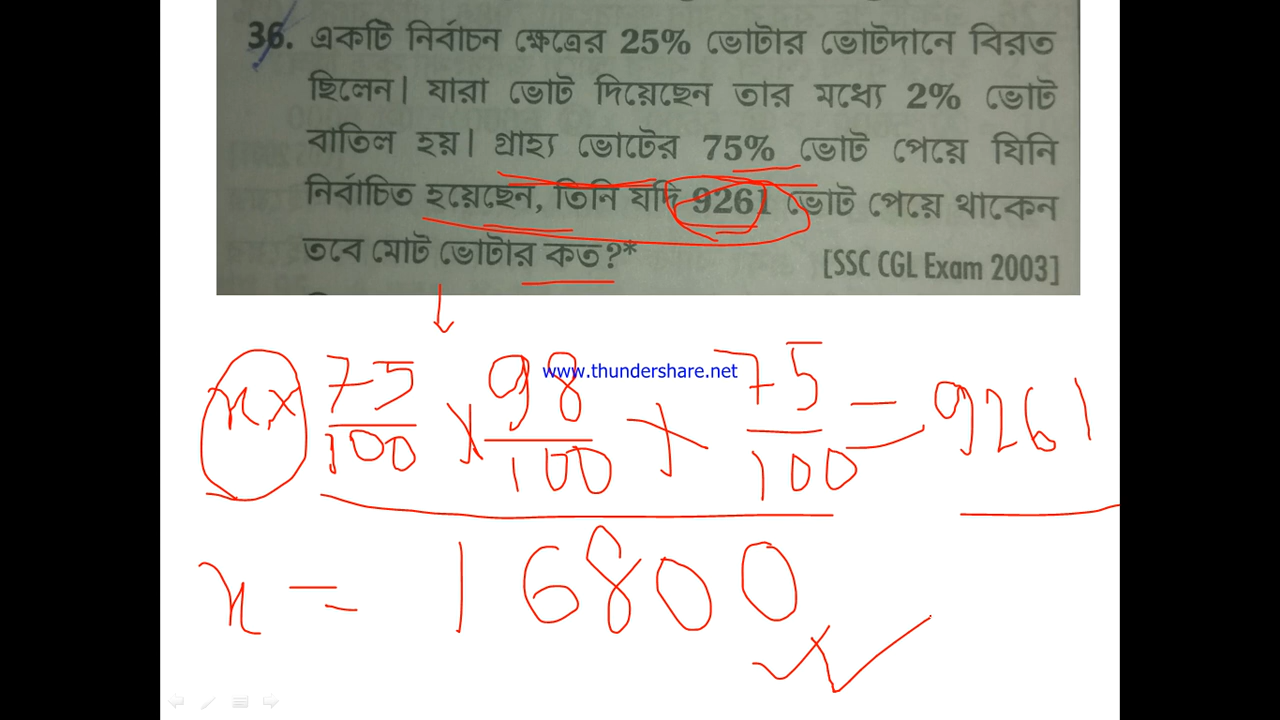 36. একটি নির্বাচন ক্ষেত্রের 25% ভোটার ভোটদানে বিরত
ছিলেন। যারা ভোট দিয়েছেন তার মধ্যে 2% ভোট
বাতিল হয়। গ্রাহ্য ভোটের 75% ভোট পেয়ে যিনি
নির্বাচিত হয়েছেন, তিনি যদি 9261 ভোট পেয়ে থাকেন
তবে মোট ভোটার কত?*
[SSC CGL Exam 2003]
www.thundershare.net
x × 75/100 × 98/100 × 75/100 = 9261
x = 16800